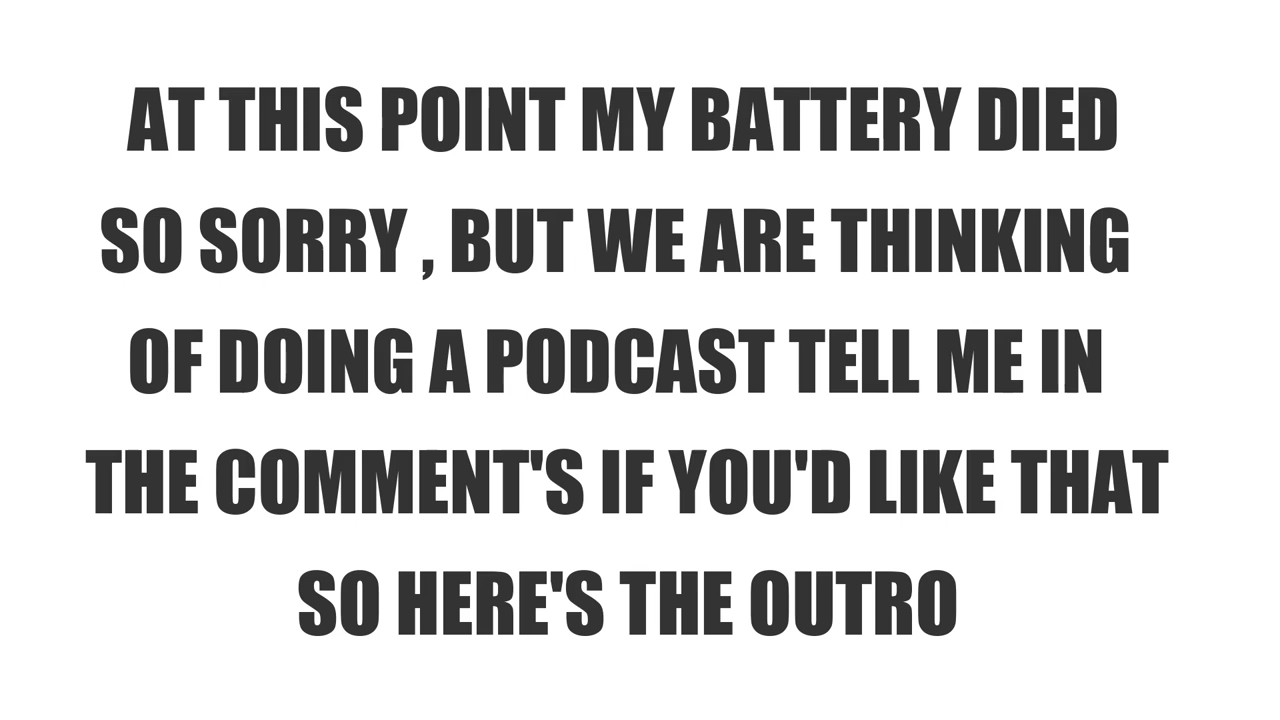 AT THIS POINT MY BATTERY DIED
SO SORRY , BUT WE ARE THINKING
OF DOING A PODCAST TELL ME IN
THE COMMENT'S IF YOU'D LIKE THAT
SO HERE'S THE OUTRO